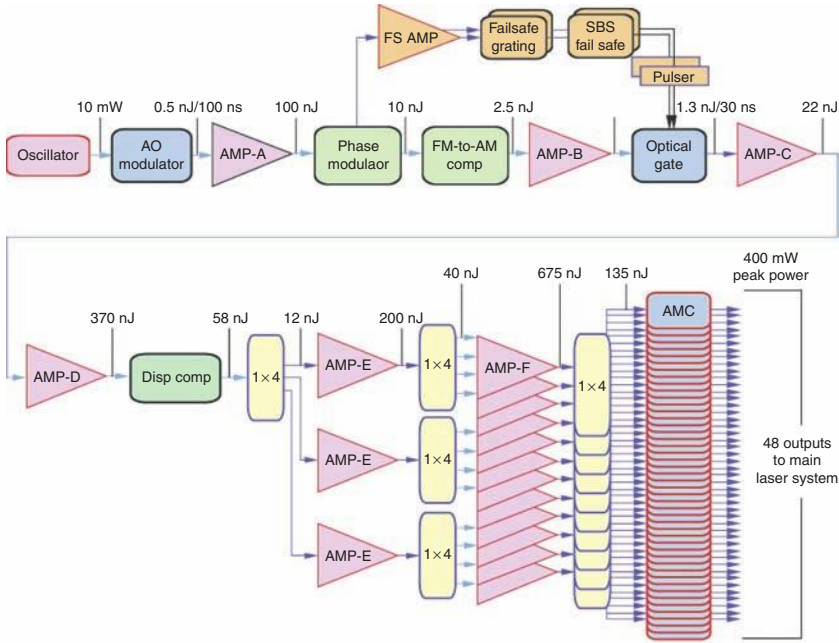 FS AMP
Failsafe
grating
SBS
fail safe
Pulser
10 mW
0.5 nJ/100 ns
100 nJ
10 nJ
2.5 nJ
1.3 nJ/30 ns
22 nJ
Oscillator
AO
modulator
AMP-A
Phase
modulaor
FM-to-AM
comp
AMP-B
Optical
gate
AMP-C
400 mW
peak power
40 nJ
675 nJ
135 nJ
370 nJ
58 nJ
12 nJ
200 nJ
AMC
AMP-D
Disp comp
1×4
AMP-E
1×4
AMP-F
1×4
AMP-E
1×4
48 outputs
to main
laser system
AMP-E
1×4